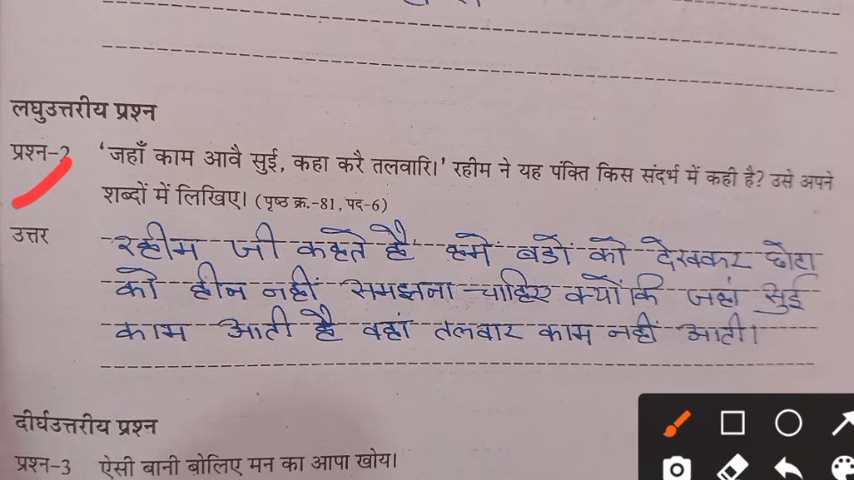 लघुउत्तरीय प्रश्न
प्रश्न-2 'जहाँ काम आवै सुई, कहा करै तलवारि।' रहीम ने यह पंक्ति किस संदर्भ में कही है? उसे अपने
शब्दों में लिखिए। (पृष्ठ क्र.-81, पद-6)
उत्तर रहीम जी कहते है, हमे बडों को देखकर छोटा
को हीन नहीं समझना चाहिए क्योंकि जहां सुई
काम आती है वहां तलवार काम नहीं आती।
दीर्घउत्तरीय प्रश्न
प्रश्न-3 ऐसी बानी बोलिए मन का आपा खोय।